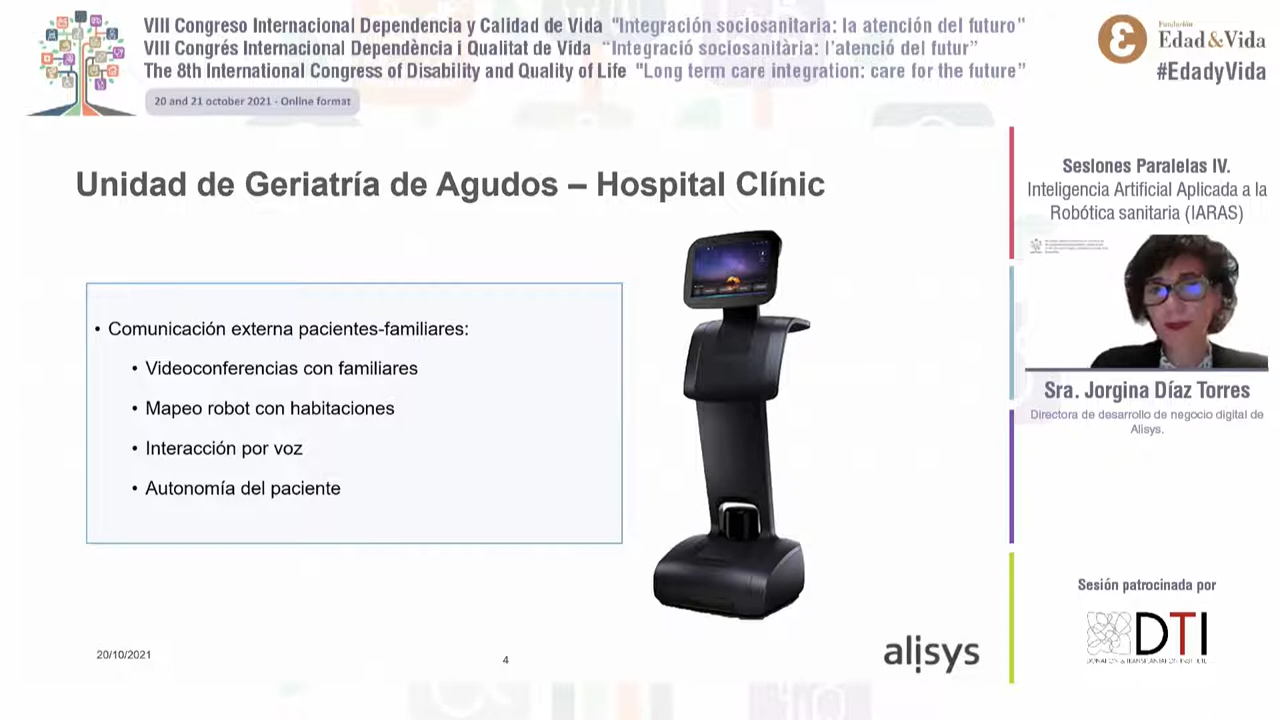 VIII Congreso Internacional Dependencia y Calidad de Vida "Integración sociosanitaria: la atención del futuro"
VIII Congrés Internacional Dependència i Qualitat de Vida "Integració sociosanitària: l'atenció del futur"
The 8th International Congress of Disability and Quality of Life "Long term care integration: care for the future"
20 and 21 october 2021 - Online format
Fundación
Edad&Vida
#EdadyVida
Unidad de Geriatría de Agudos – Hospital Clínic
• Comunicación externa pacientes-familiares:
• Videoconferencias con familiares
• Mapeo robot con habitaciones
• Interacción por voz
• Autonomía del paciente
20/10/2021
4
alisys
Sesiones Paralelas IV.
Inteligencia Artificial Aplicada a la
Robótica sanitaria (IARAS)
Sra. Jorgina Díaz Torres
Directora de desarrollo de negocio digital de
Alisys.
Sesión patrocinada por
DTI
DONATION & TRANSPLANTATION INSTITUTE